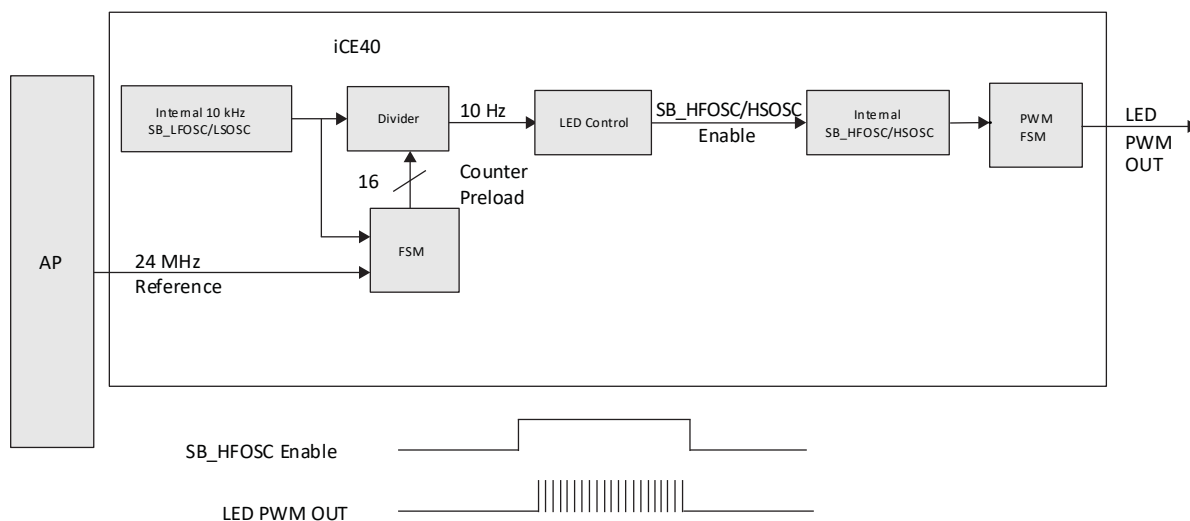 iCE40
Internal 10 kHz
SB_LFOSC/LSOSC
Divider
10 Hz
LED Control
SB_HFOSC/HSOSC
Enable
Internal
SB_HFOSC/HSOSC
PWM
FSM
LED
PWM
OUT
16
Counter
Preload
FSM
AP
24 MHz
Reference
SB_HFOSC Enable
LED PWM OUT